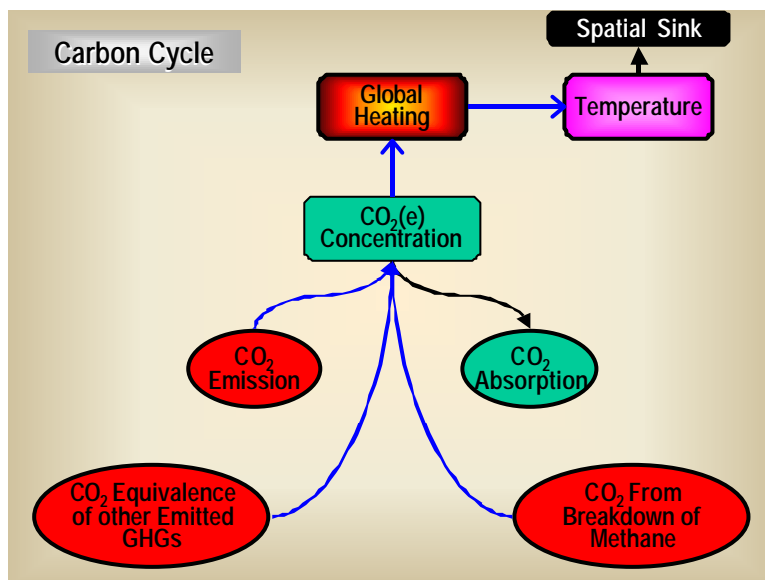 Carbon Cycle
Spatial Sink
Global
Heating
Temperature
CO₂(e)
Concentration
CO₂
Emission
CO₂
Absorption
CO₂ Equivalence
of other Emitted
GHGs
CO₂ From
Breakdown of
Methane